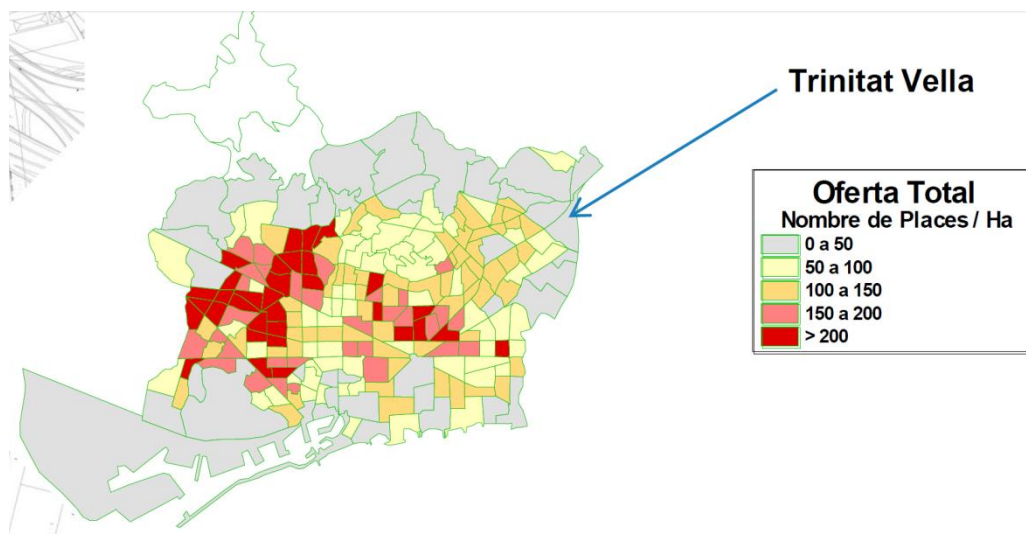 Trinitat Vella
Oferta Total
Nombre de Places / Ha
0 a 50
50 a 100
100 a 150
150 a 200
> 200